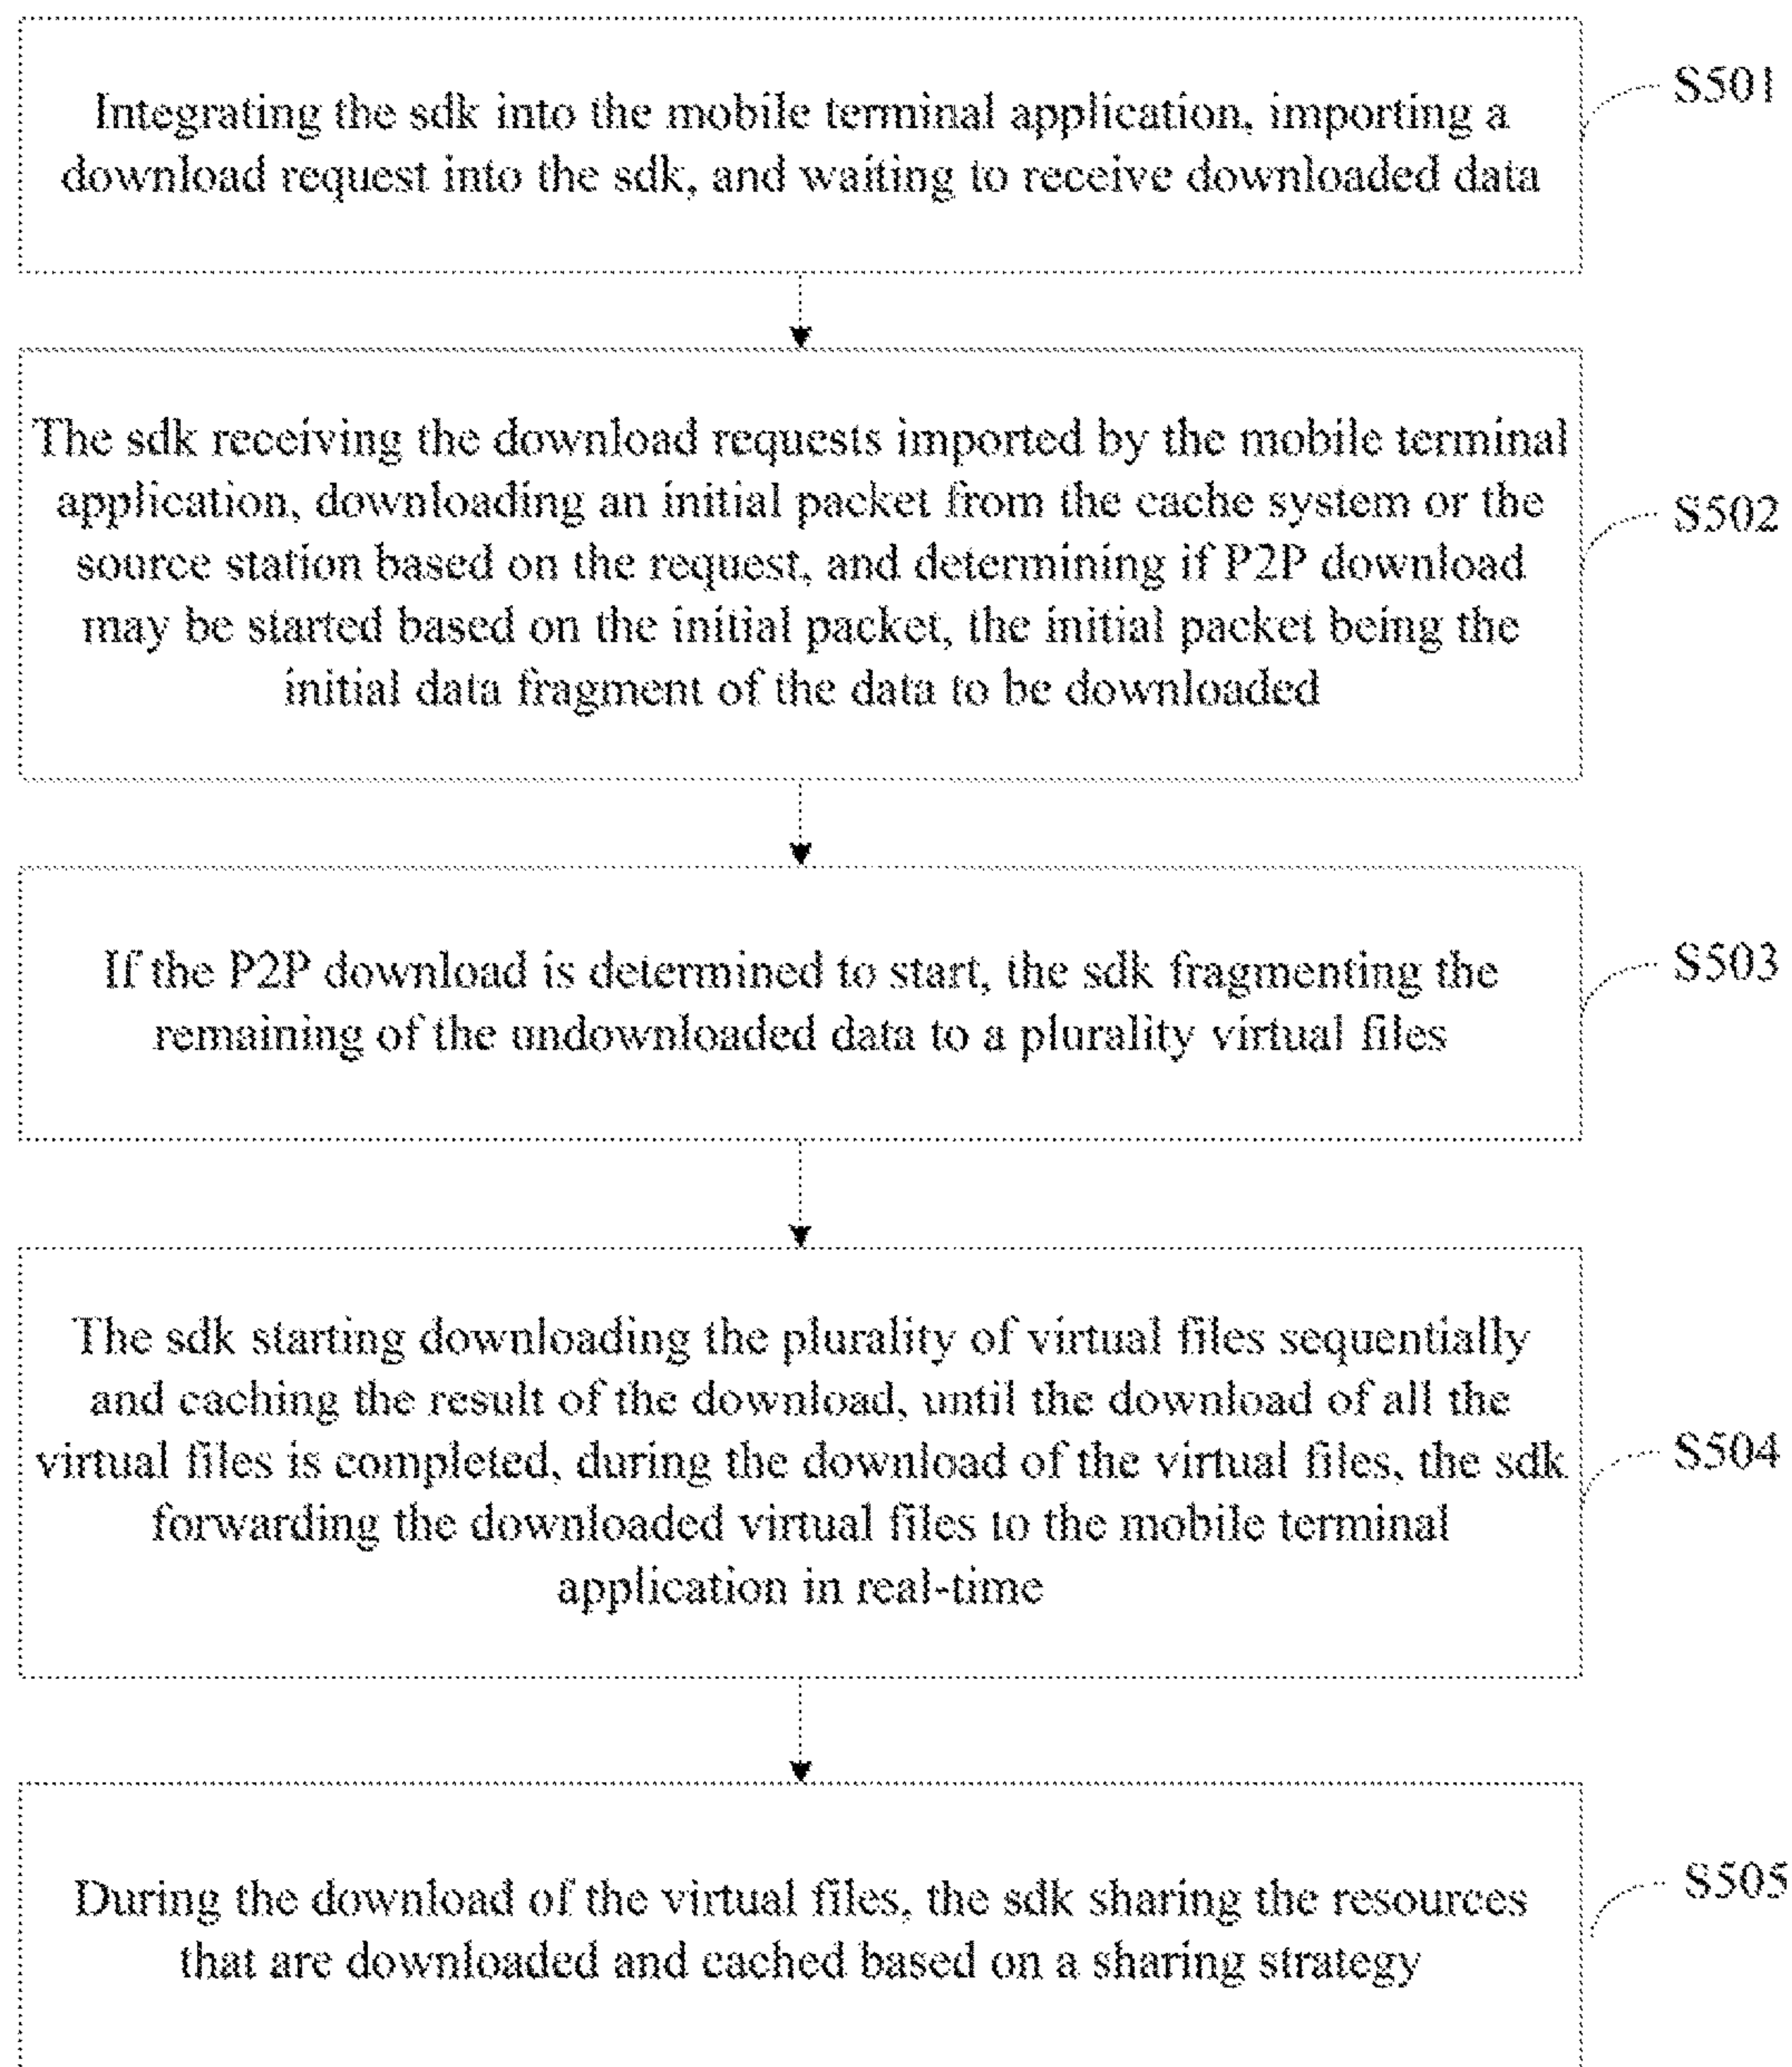 Integrating the sdk into the mobile terminal application, importing a
download request into the sdk, and waiting to receive downloaded data
S501
The sdk receiving the download requests imported by the mobile terminal
application, downloading an initial packet from the cache system or the
source station based on the request, and determining if P2P download
may be started based on the initial packet, the initial packet being the
initial data fragment of the data to be downloaded
S502
If the P2P download is determined to start, the sdk fragmenting the
remaining of the undownloaded data to a plurality virtual files
S503
The sdk starting downloading the plurality of virtual files sequentially
and caching the result of the download, until the download of all the
virtual files is completed, during the download of the virtual files, the sdk
forwarding the downloaded virtual files to the mobile terminal
application in real-time
S504
During the download of the virtual files, the sdk sharing the resources
that are downloaded and cached based on a sharing strategy
S505